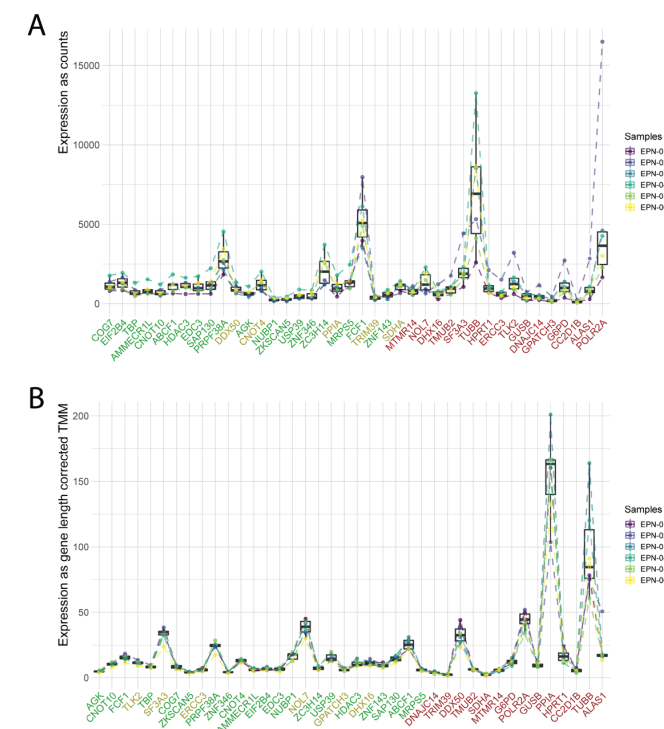 A
Expression as counts
15000
10000
5000
0
COG7
EIF2B4
TBP
AMMECR1L
CNOT10
ABCF1
HDAC3
EDC3
SAP130
PRPF38A
DDX50
AGK
CNOT4
NUBP1
ZKSCAN5
USP39
ZNF346
ZC3H14
PPIA
MRPS5
FCF1
TRIM39
ZNF143
SDHA
MTMR14
NOL7
DHX16
TMUB2
SF3A3
TUBB
HPRT1
ERCC3
TLK2
GUSB
DNAJC14
GPATCH3
G6PD
CC2D1B
ALAS1
POLR2A
Samples
EPN-0
EPN-0
EPN-0
EPN-0
EPN-0
EPN-0
B
Expression as gene length corrected TMM
200
150
100
50
0
AGK
CNOT10
FCF1
TLK2
TBP
SF3A3
COG7
ZKSCAN5
ERCC3
PRPF38A
ZNF346
CNOT4
AMMECR1L
EIF2B4
EDC3
NUBP1
NOL7
ZC3H14
USP39
GPATCH3
HDAC3
DHX16
ZNF143
SAP130
ABCF1
MRPS5
DNAJC14
TRIM39
DDX50
TMUB2
SDHA
MTMR14
G6PD
POLR2A
GUSB
PPIA
HPRT1
CC2D1B
TUBB
ALAS1
Samples
EPN-0
EPN-0
EPN-0
EPN-0
EPN-0
EPN-0